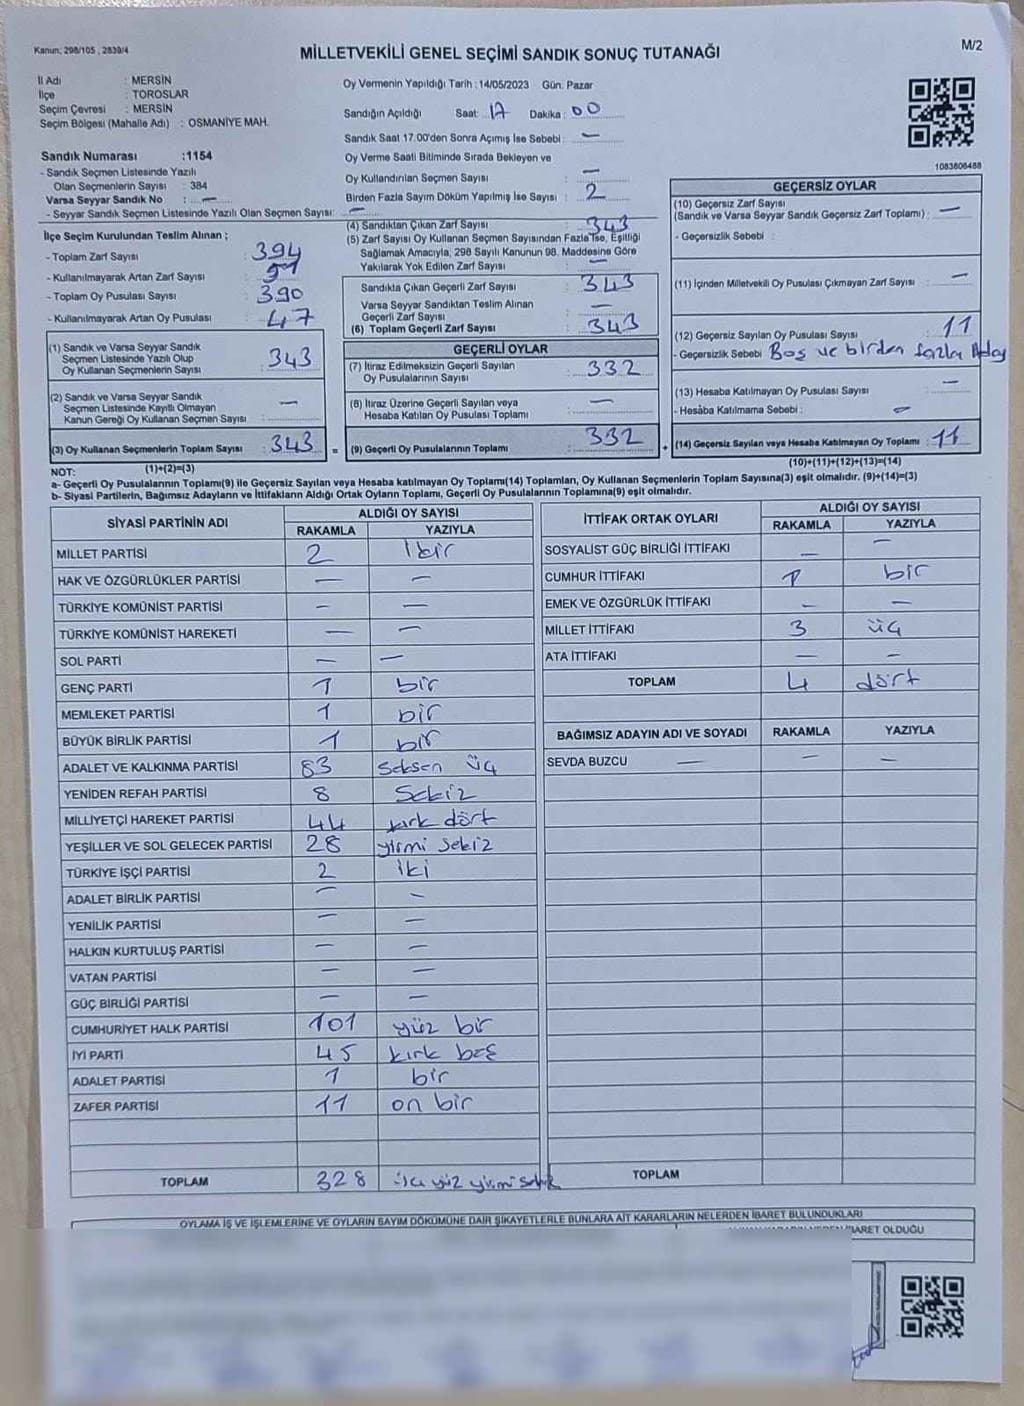 Kanun; 298/105 , 2839/4
MİLLETVEKİLİ GENEL SEÇİMİ SANDIK SONUÇ TUTANAĞI
M/2
İl Adı : MERSİN
İlçe : TOROSLAR
Seçim Çevresi : MERSİN
Seçim Bölgesi (Mahalle Adı) : OSMANİYE MAH.
Sandık Numarası :1154
- Sandık Seçmen Listesinde Yazılı
Olan Seçmenlerin Sayısı : 384
Varsa Seyyar Sandık No : —
- Seyyar Sandık Seçmen Listesinde Yazılı Olan Seçmen Sayısı: —
İlçe Seçim Kurulundan Teslim Alınan ;
- Toplam Zarf Sayısı : 394
- Kullanılmayarak Artan Zarf Sayısı : 51
- Toplam Oy Pusulası Sayısı : 390
- Kullanılmayarak Artan Oy Pusulası : 47
(1) Sandık ve Varsa Seyyar Sandık
Seçmen Listesinde Yazılı Olup
Oy Kullanan Seçmenlerin Sayısı : 343
(2) Sandık ve Varsa Seyyar Sandık
Seçmen Listesinde Kayıtlı Olmayan
Kanun Gereği Oy Kullanan Seçmen Sayısı : —
(3) Oy Kullanan Seçmenlerin Toplam Sayısı : 343
Oy Vermenin Yapıldığı Tarih : 14/05/2023 Gün: Pazar
Sandığın Açıldığı Saat: 17 Dakika : 00
Sandık Saat 17:00'den Sonra Açımış İse Sebebi : —
Oy Verme Saati Bitiminde Sırada Bekleyen ve
Oy Kullandırılan Seçmen Sayısı : —
Birden Fazla Sayım Döküm Yapılmış İse Sayısı : 2
(4) Sandıktan Çıkan Zarf Sayısı : 343
(5) Zarf Sayısı Oy Kullanan Seçmen Sayısından Fazla İse, Eşitliği
Sağlamak Amacıyla, 298 Sayılı Kanunun 98. Maddesine Göre
Yakılarak Yok Edilen Zarf Sayısı : —
Sandıkta Çıkan Geçerli Zarf Sayısı : 343
Varsa Seyyar Sandıktan Teslim Alınan
Geçerli Zarf Sayısı : —
(6) Toplam Geçerli Zarf Sayısı : 343
GEÇERLİ OYLAR
(7) İtiraz Edilmeksizin Geçerli Sayılan
Oy Pusulalarının Sayısı : 332
(8) İtiraz Üzerine Geçerli Sayılan veya
Hesaba Katılan Oy Pusulası Toplamı : —
= (9) Geçerli Oy Pusulalarının Toplamı : 332
1083606488
GEÇERSİZ OYLAR
(10) Geçersiz Zarf Sayısı
(Sandık ve Varsa Seyyar Sandık Geçersiz Zarf Toplamı) : —
- Geçersizlik Sebebi :
(11) İçinden Milletvekili Oy Pusulası Çıkmayan Zarf Sayısı : —
(12) Geçersiz Sayılan Oy Pusulası Sayısı : 11
- Geçersizlik Sebebi : Boş ve birden fazla Aday
(13) Hesaba Katılmayan Oy Pusulası Sayısı : —
- Hesaba Katılmama Sebebi : —
+ (14) Geçersiz Sayılan veya Hesaba Katılmayan Oy Toplamı : 11
NOT: (1)+(2)=(3)
(10)+(11)+(12)+(13)=(14)
a- Geçerli Oy Pusulalarının Toplamı(9) ile Geçersiz Sayılan veya Hesaba katılmayan Oy Toplamı(14) Toplamları, Oy Kullanan Seçmenlerin Toplam Sayısına(3) eşit olmalıdır. (9)+(14)=(3)
b- Siyasi Partilerin, Bağımsız Adayların ve İttifakların Aldığı Ortak Oyların Toplamı, Geçerli Oy Pusulalarının Toplamına(9) eşit olmalıdır.
SİYASİ PARTİNİN ADI ALDIĞI OY SAYISI
RAKAMLA YAZIYLA
MİLLET PARTİSİ 2
HAK VE ÖZGÜRLÜKLER PARTİSİ — —
TÜRKİYE KOMÜNİST PARTİSİ — —
TÜRKİYE KOMÜNİST HAREKETİ — —
SOL PARTİ — —
GENÇ PARTİ 1 bir
MEMLEKET PARTİSİ 1 bir
BÜYÜK BİRLİK PARTİSİ 1 bir
ADALET VE KALKINMA PARTİSİ 83 Seksen üç
YENİDEN REFAH PARTİSİ 8 Sekiz
MİLLİYETÇİ HAREKET PARTİSİ 44 kırk dört
YEŞİLLER VE SOL GELECEK PARTİSİ 28 yirmi Sekiz
TÜRKİYE İŞÇİ PARTİSİ 2 iki
ADALET BİRLİK PARTİSİ — —
YENİLİK PARTİSİ — —
HALKIN KURTULUŞ PARTİSİ — —
VATAN PARTİSİ — —
GÜÇ BİRLİĞİ PARTİSİ — —
CUMHURİYET HALK PARTİSİ 101 yüz bir
İYİ PARTİ 45 kırk beş
ADALET PARTİSİ 1 bir
ZAFER PARTİSİ 11 on bir
TOPLAM 328 üç yüz yirmi sekiz
İTTİFAK ORTAK OYLARI ALDIĞI OY SAYISI
RAKAMLA YAZIYLA
SOSYALİST GÜÇ BİRLİĞİ İTTİFAKI — —
CUMHUR İTTİFAKI 1 bir
EMEK VE ÖZGÜRLÜK İTTİFAKI — —
MİLLET İTTİFAKI 3 üç
ATA İTTİFAKI — —
TOPLAM 4 dört
BAĞIMSIZ ADAYIN ADI VE SOYADI RAKAMLA YAZIYLA
SEVDA BUZCU — — —
TOPLAM
OYLAMA İŞ VE İŞLEMLERİNE VE OYLARIN SAYIM DÖKÜMÜNE DAİR ŞİKAYETLERLE BUNLARA AİT KARARLARIN NELERDEN İBARET BULUNDUKLARI
İBARET OLDUĞU